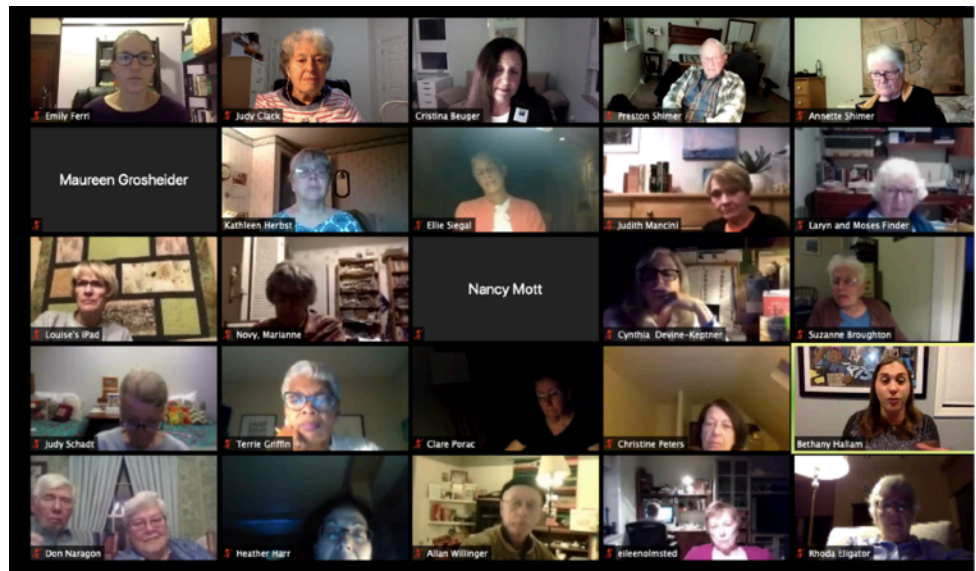 Emily Ferri
Judy Clack
Cristina Beuger
Preston Shimer
Annette Shimer
Maureen Grosheider
Kathleen Herbst
Ellie Siegal
Judith Mancini
Laryn and Moses Finder
Louise's iPad
Novy, Marianne
Nancy Mott
Cynthia Devine-Keptner
Suzanne Broughton
Judy Schadt
Terrie Griffin
Clare Porac
Christine Peters
Bethany Hallam
Don Naragon
Heather Harr
Allan Willinger
eileenolmsted
Rhoda Eligator